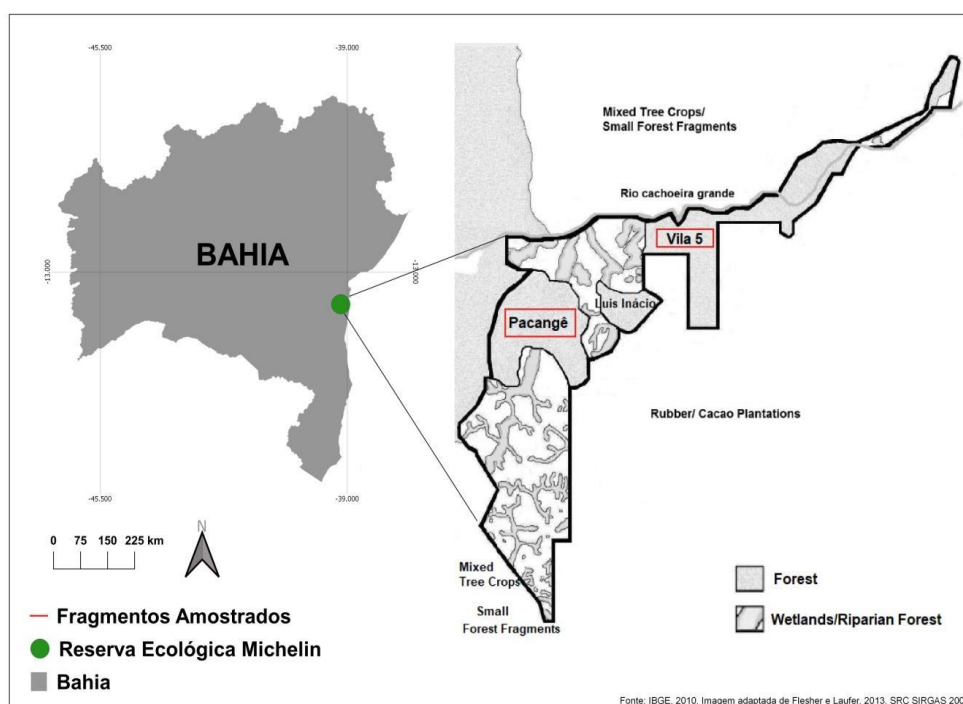 -45.500
-39.000
Mixed Tree Crops/
Small Forest Fragments
Rio cachoeira grande
BAHIA
-13.000
-13.000
Vila 5
Luis Inácio
Pacangê
Rubber/ Cacao Plantations
-45.500
-39.000
N
0 75 150 225 km
Mixed
Tree Crops
Small
Forest Fragments
Forest
Wetlands/Riparian Forest
Fragmentos Amostrados
Reserva Ecológica Michelin
Bahia
Fonte: IBGE, 2010. Imagem adaptada de Flesher e Laufer, 2013. SRC SIRGAS 200